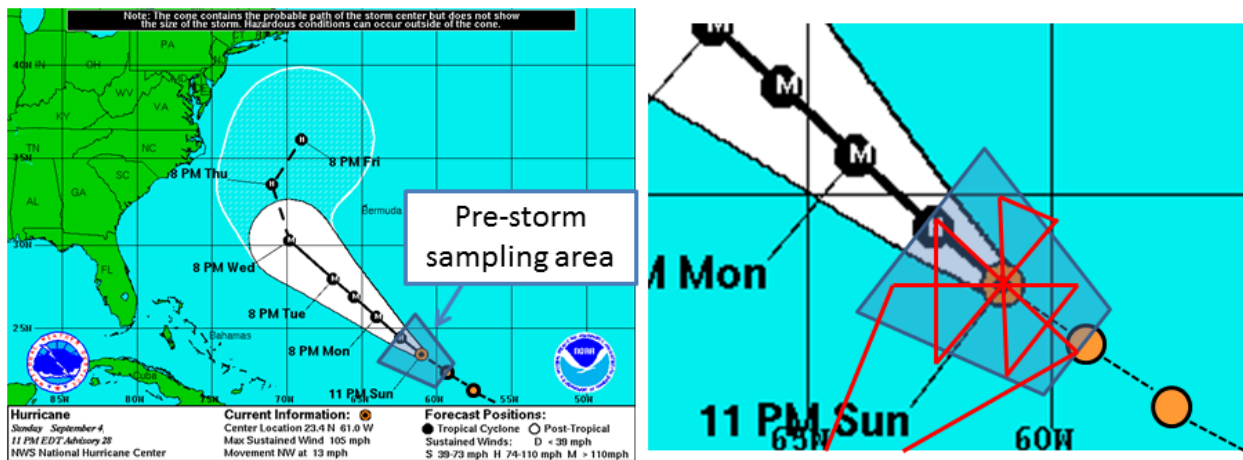 Note: The cone contains the probable path of the storm center but does not show
the size of the storm. Hazardous conditions can occur outside of the cone.
PA
NJ
OH
MD
IN
WV
VA
KY
40N
TN
NC
35N
8 PM Fri
SC
8 PM Thu
AL
GA
Bermuda
Pre-storm
sampling area
30N
8 PM Wed
FL
8 PM Tue
25N
Bahamas
8 PM Mon
Cuba
11 PM Sun
NOAA
85W
80W
75W
70W
65W
60W
55W
50W
Hurricane
Sunday September 4,
11 PM EDT Advisory 28
NWS National Hurricane Center
Current Information:
Center Location 23.4 N 61.0 W
Max Sustained Wind 105 mph
Movement NW at 13 mph
Forecast Positions:
Tropical Cyclone Post-Tropical
Sustained Winds: D < 39 mph
S 39-73 mph H 74-110 mph M > 110mph
H
H
M
M
M
M
H
M
M
M
H
M Mon
11 PM Sun
65W
60W